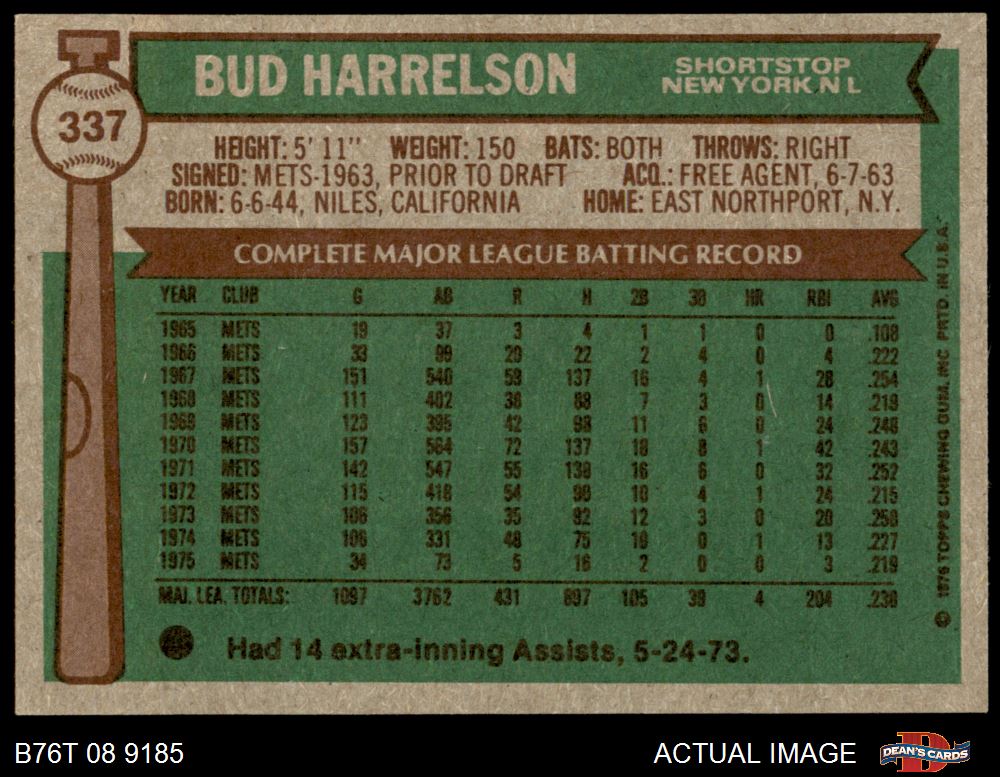 337
BUD HARRELSON
SHORTSTOP
NEW YORK N L
HEIGHT: 5' 11" WEIGHT: 150 BATS: BOTH THROWS: RIGHT
SIGNED: METS-1963, PRIOR TO DRAFT ACQ.: FREE AGENT, 6-7-63
BORN: 6-6-44, NILES, CALIFORNIA HOME: EAST NORTHPORT, N.Y.
COMPLETE MAJOR LEAGUE BATTING RECORD
YEAR CLUB G AB R H 2B 3B HR RBI AVG
1965 METS 19 37 3 4 1 1 0 0 .108
1966 METS 33 99 20 22 2 4 0 4 .222
1967 METS 151 540 59 137 16 4 1 28 .254
1968 METS 111 402 38 88 7 3 0 14 .219
1969 METS 123 395 42 98 11 6 0 24 .248
1970 METS 157 564 72 137 18 8 1 42 .243
1971 METS 142 547 55 138 16 6 0 32 .252
1972 METS 115 418 54 90 10 4 1 24 .215
1973 METS 106 356 35 92 12 3 0 20 .258
1974 METS 106 331 48 75 10 0 1 13 .227
1975 METS 34 73 5 16 2 0 0 3 .219
MAJ. LEA. TOTALS: 1097 3762 431 897 105 39 4 204 .238
Had 14 extra-inning Assists, 5-24-73.
© 1976 TOPPS CHEWING GUM, INC PRTD. IN U.S.A.
B76T 08 9185
ACTUAL IMAGE
DEAN'S CARDS